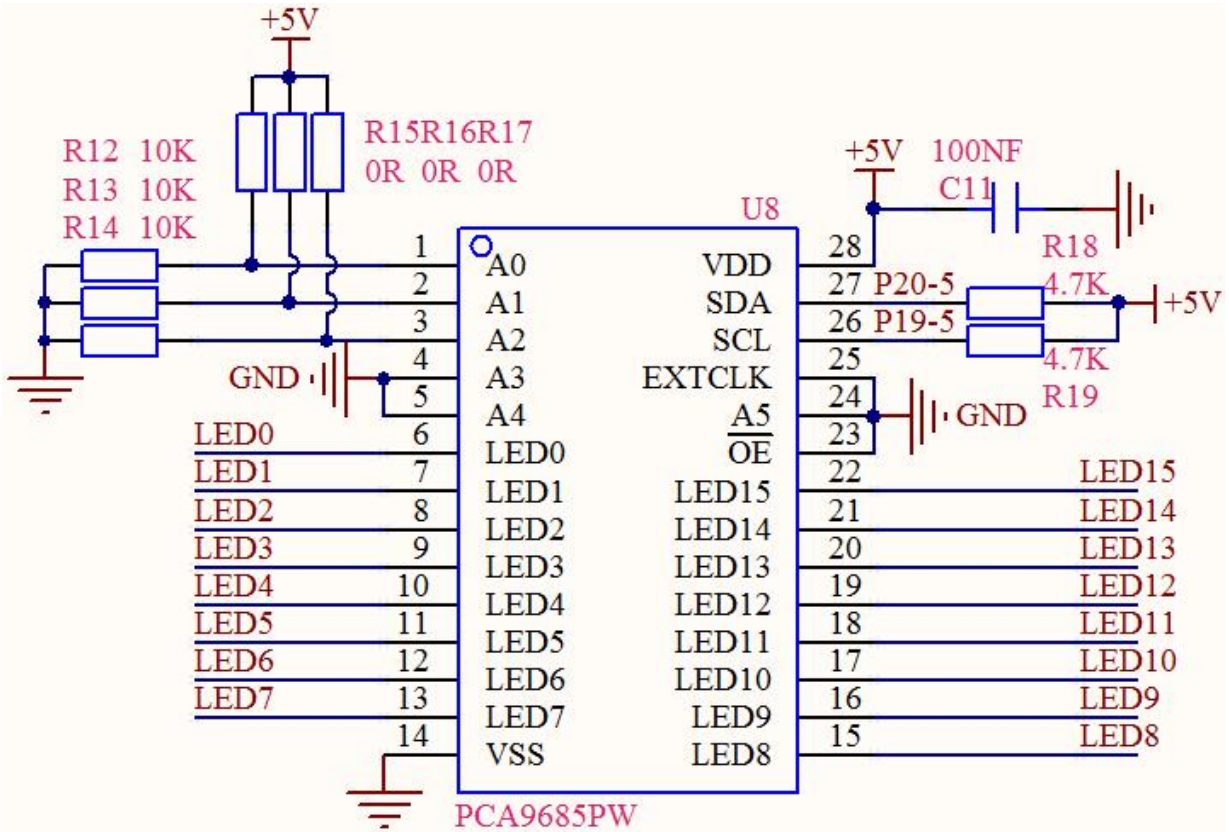 +5V
R15R16R17
0R 0R 0R
R12 10K
R13 10K
R14 10K
+5V
100NF
C11
U8
R18
4.7K
+5V
4.7K
R19
1
A0
2
A1
3
A2
4
A3
GND
5
A4
LED0
6
LED0
LED1
7
LED1
LED2
8
LED2
LED3
9
LED3
LED4
10
LED4
LED5
11
LED5
LED6
12
LED6
LED7
13
LED7
14
VSS
28
VDD
27
SDA
P20-5
26
SCL
P19-5
25
EXTCLK
24
A5
GND
23
OE
22
LED15
LED15
21
LED14
LED14
20
LED13
LED13
19
LED12
LED12
18
LED11
LED11
17
LED10
LED10
16
LED9
LED9
15
LED8
LED8
PCA9685PW